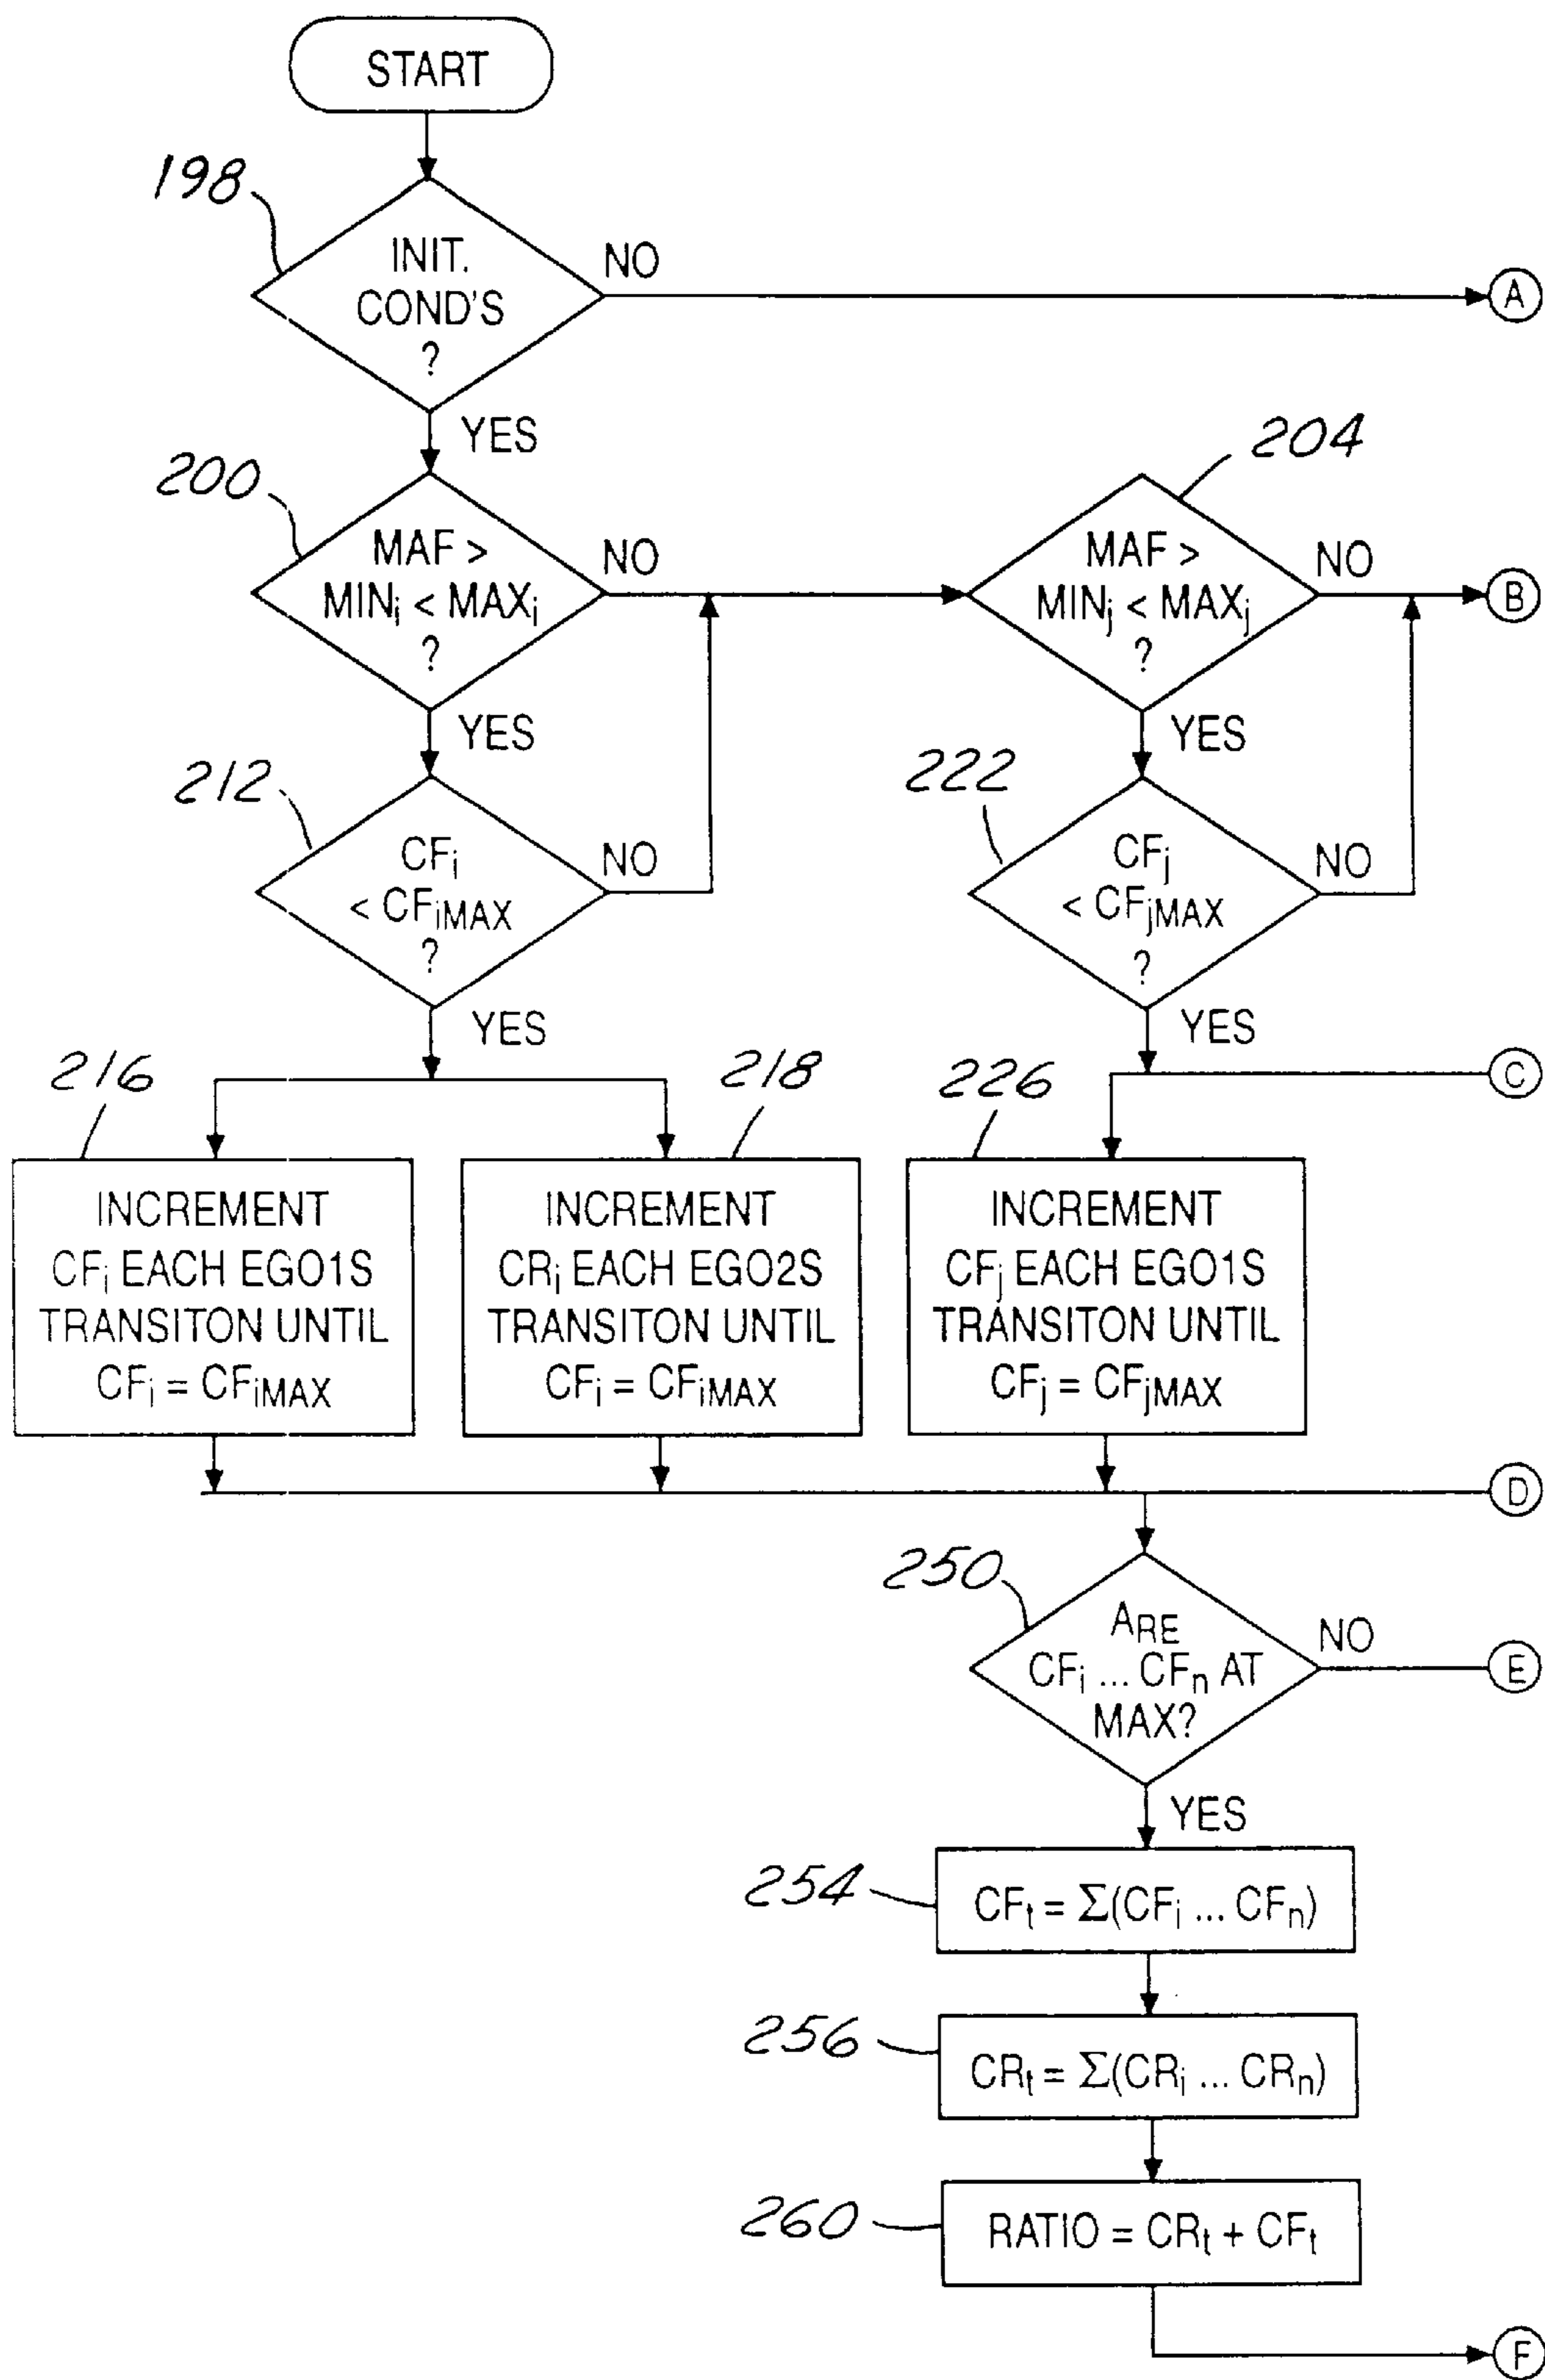 START
198
INIT.
COND'S
?
NO
A
YES
200
MAF >
MINi < MAXi
?
NO
204
MAF >
MINj < MAXj
?
NO
B
YES
YES
212
CFi
< CFiMAX
?
NO
222
CFj
< CFjMAX
?
NO
YES
YES
C
216
INCREMENT
CFi EACH EGO1S
TRANSITON UNTIL
CFi = CFiMAX
218
INCREMENT
CRi EACH EGO2S
TRANSITON UNTIL
CFi = CFiMAX
226
INCREMENT
CFj EACH EGO1S
TRANSITON UNTIL
CFj = CFjMAX
D
250
ARE
CFi ... CFn AT
MAX?
NO
E
YES
254
CFt = Σ(CFi ... CFn)
256
CRt = Σ(CRi ... CRn)
260
RATIO = CRt + CFt
F